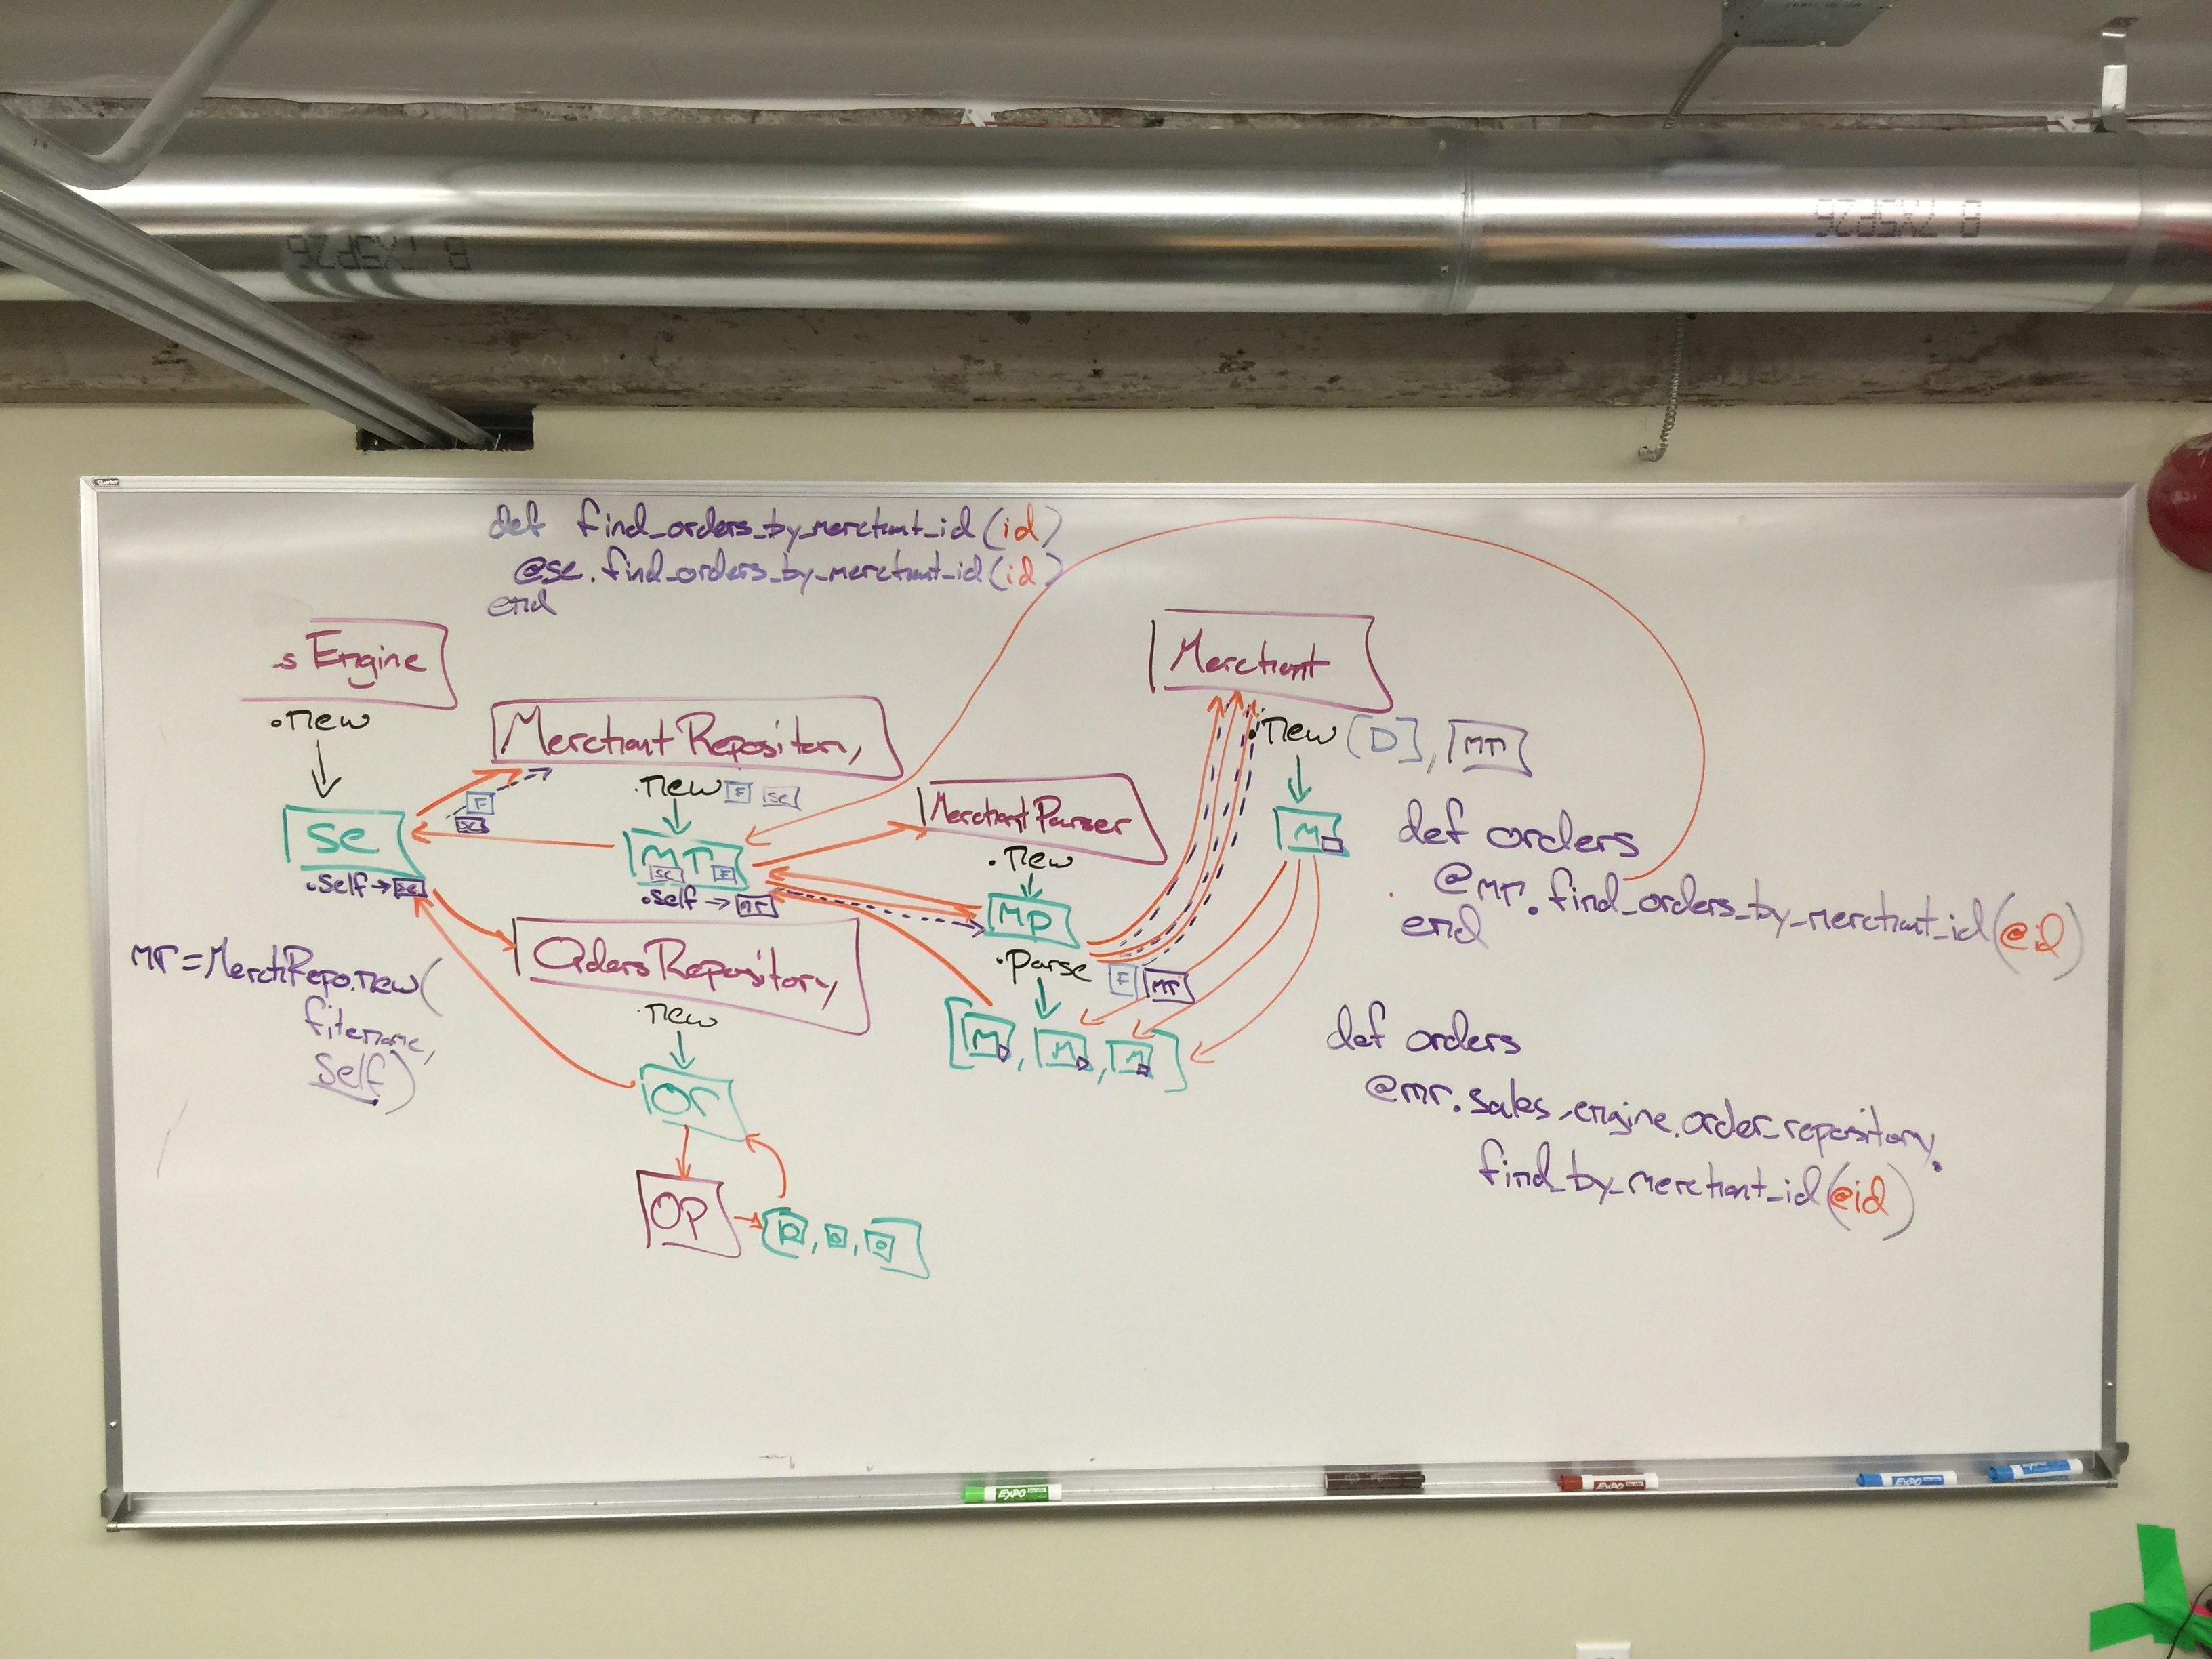 def find_orders_by_merchant_id(id)
@se.find_orders_by_merchant_id(id)
end
s Engine
.new
SE
.self → se
mr = MerchRepo.new(
filename,
self)
MerchantRepository
.new F SE
F
SE
mr
SE F
.self → mr
OrdersRepository
.new
or
OP
[O, O, O]
MerchantParser
.new
mp
.parse F mr
[M, M, M]
Merchant
.new [D], mr
M
def orders
@mr.find_orders_by_merchant_id(@id)
end
def orders
@mr.sales_engine.order_repository.
find_by_merchant_id(@id)
Quartet
EXPO
EXPO
EXPO
EXPO